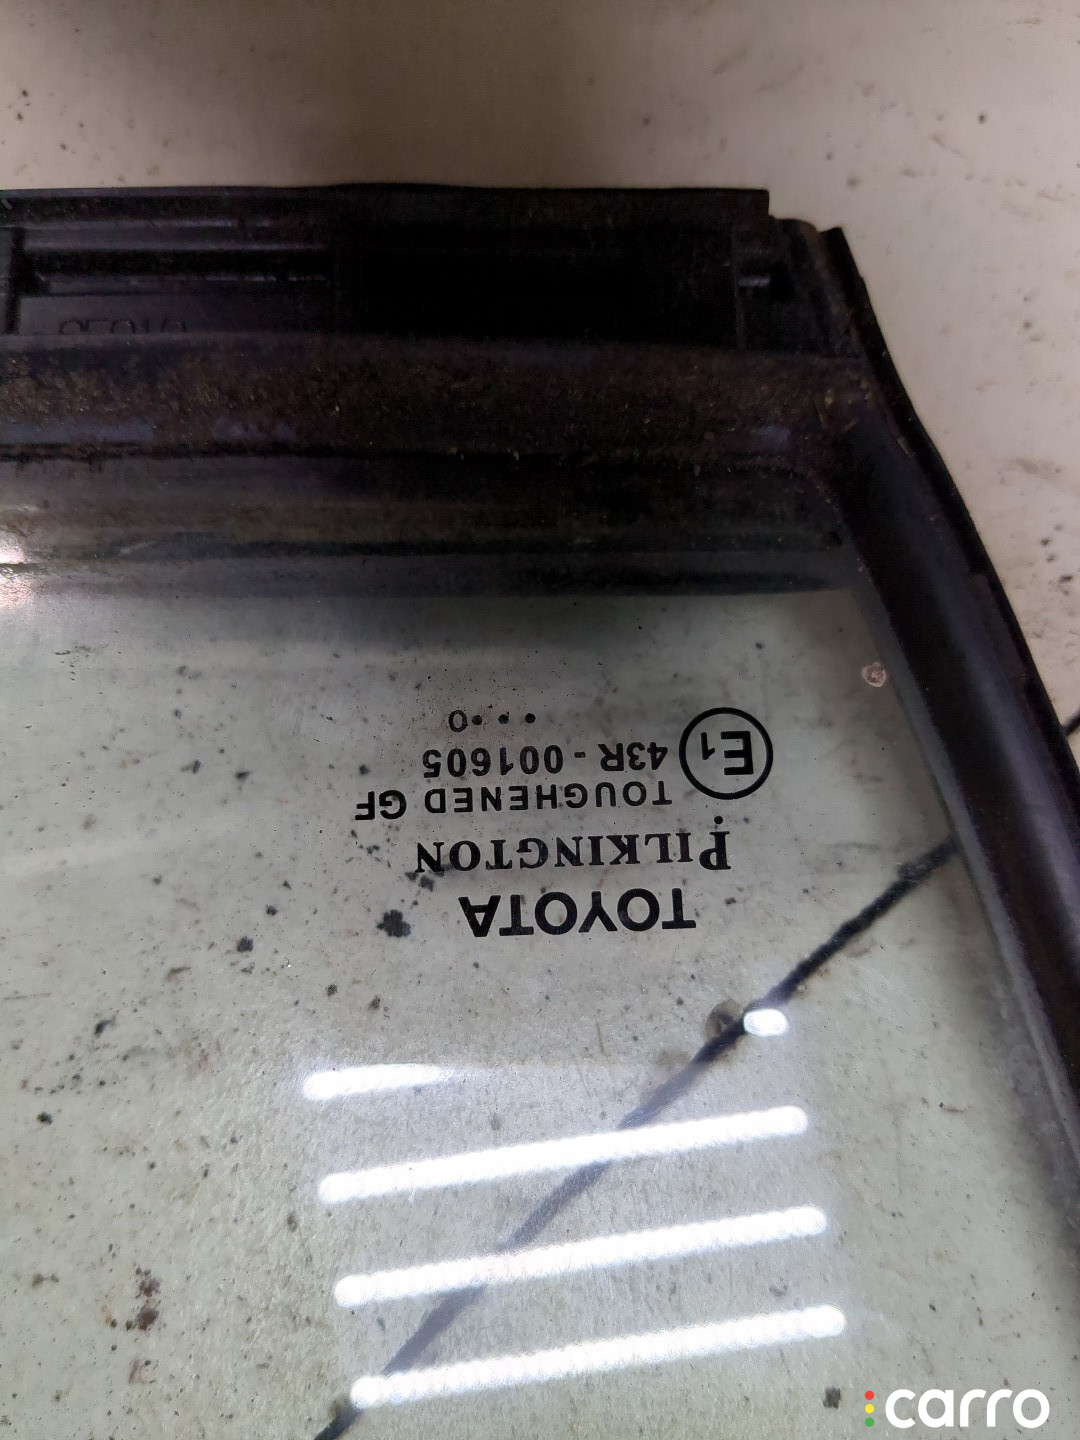 TOYOTA
PILKINGTON
TOUGHENED GF
E1 43R - 001605
• • •O
carro